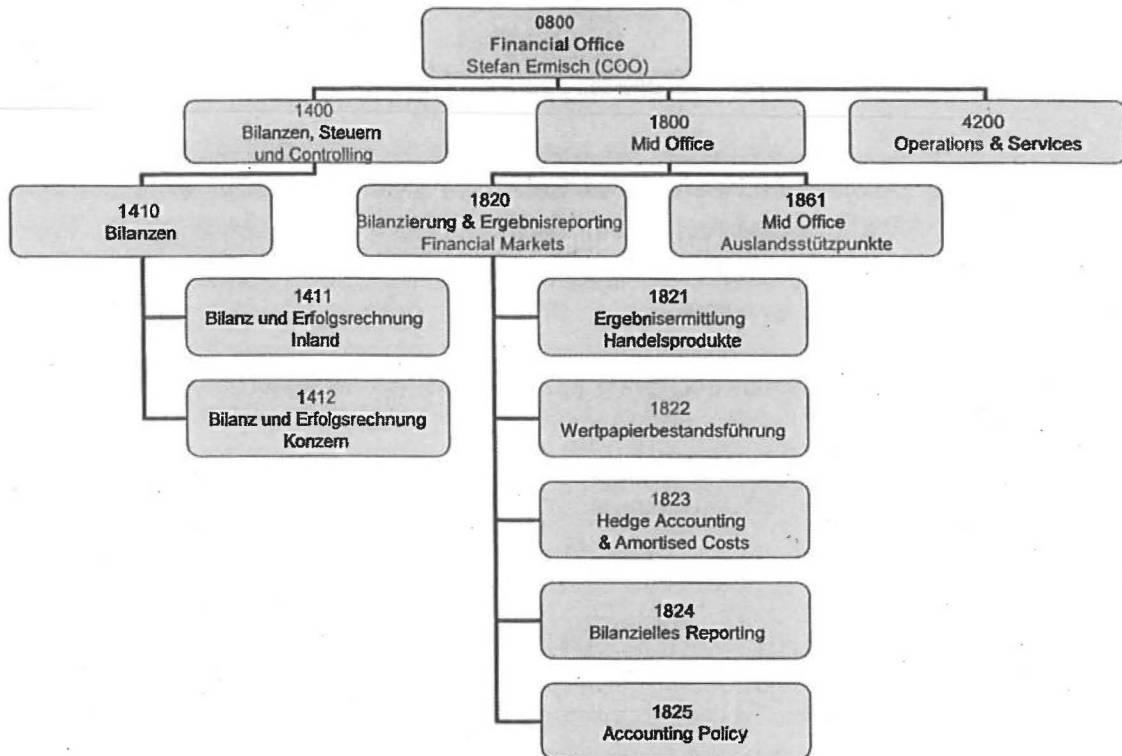 0800
Financial Office
Stefan Ermisch (COO)
1400
Bilanzen, Steuern
und Controlling
1800
Mid Office
4200
Operations & Services
1410
Bilanzen
1820
Bilanzierung & Ergebnisreporting
Financial Markets
1861
Mid Office
Auslandsstützpunkte
1411
Bilanz und Erfolgsrechnung
Inland
1412
Bilanz und Erfolgsrechnung
Konzern
1821
Ergebnisermittlung
Handelsprodukte
1822
Wertpapierbestandsführung
1823
Hedge Accounting
& Amortised Costs
1824
Bilanzielles Reporting
1825
Accounting Policy